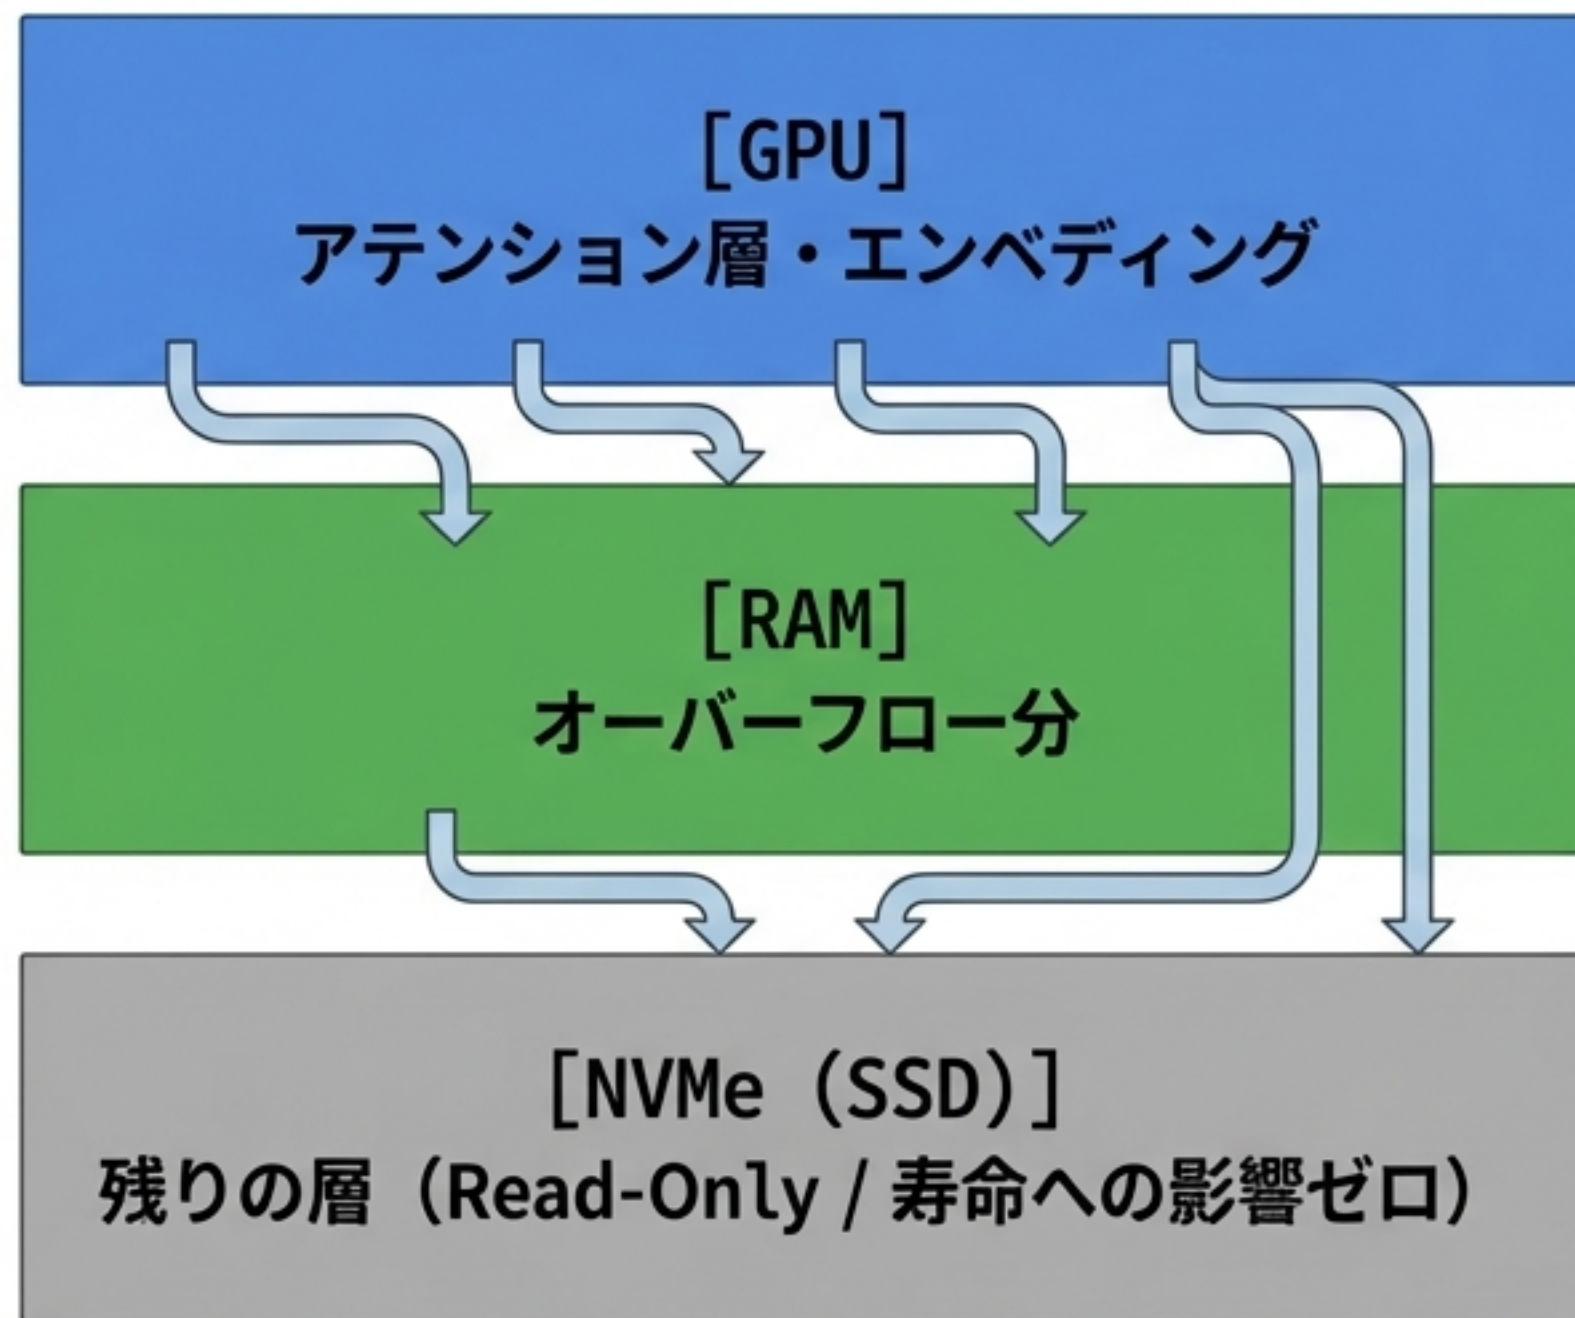 [GPU]
アテンション層・エンベディング
[RAM]
オーバーフロー分
[NVMe (SSD)]
残りの層（Read-Only / 寿命への影響ゼロ）